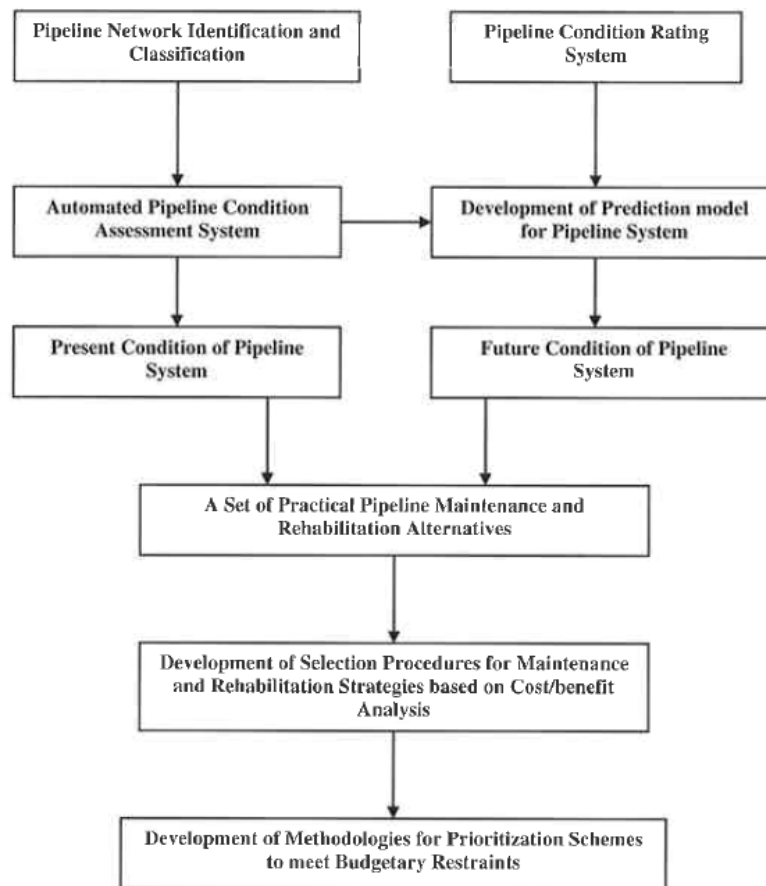 Pipeline Network Identification and
Classification
Pipeline Condition Rating
System
Automated Pipeline Condition
Assessment System
Development of Prediction model
for Pipeline System
Present Condition of Pipeline
System
Future Condition of Pipeline
System
A Set of Practical Pipeline Maintenance and
Rehabilitation Alternatives
Development of Selection Procedures for Maintenance
and Rehabilitation Strategies based on Cost/benefit
Analysis
Development of Methodologies for Prioritization Schemes
to meet Budgetary Restraints